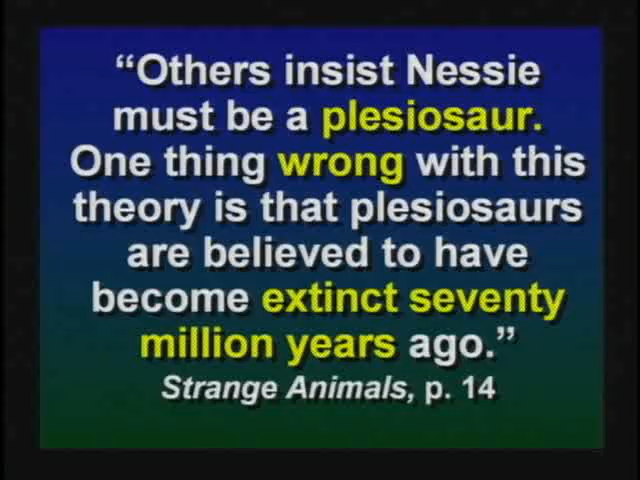 “Others insist Nessie
must be a plesiosaur.
One thing wrong with this
theory is that plesiosaurs
are believed to have
become extinct seventy
million years ago.”
Strange Animals, p. 14